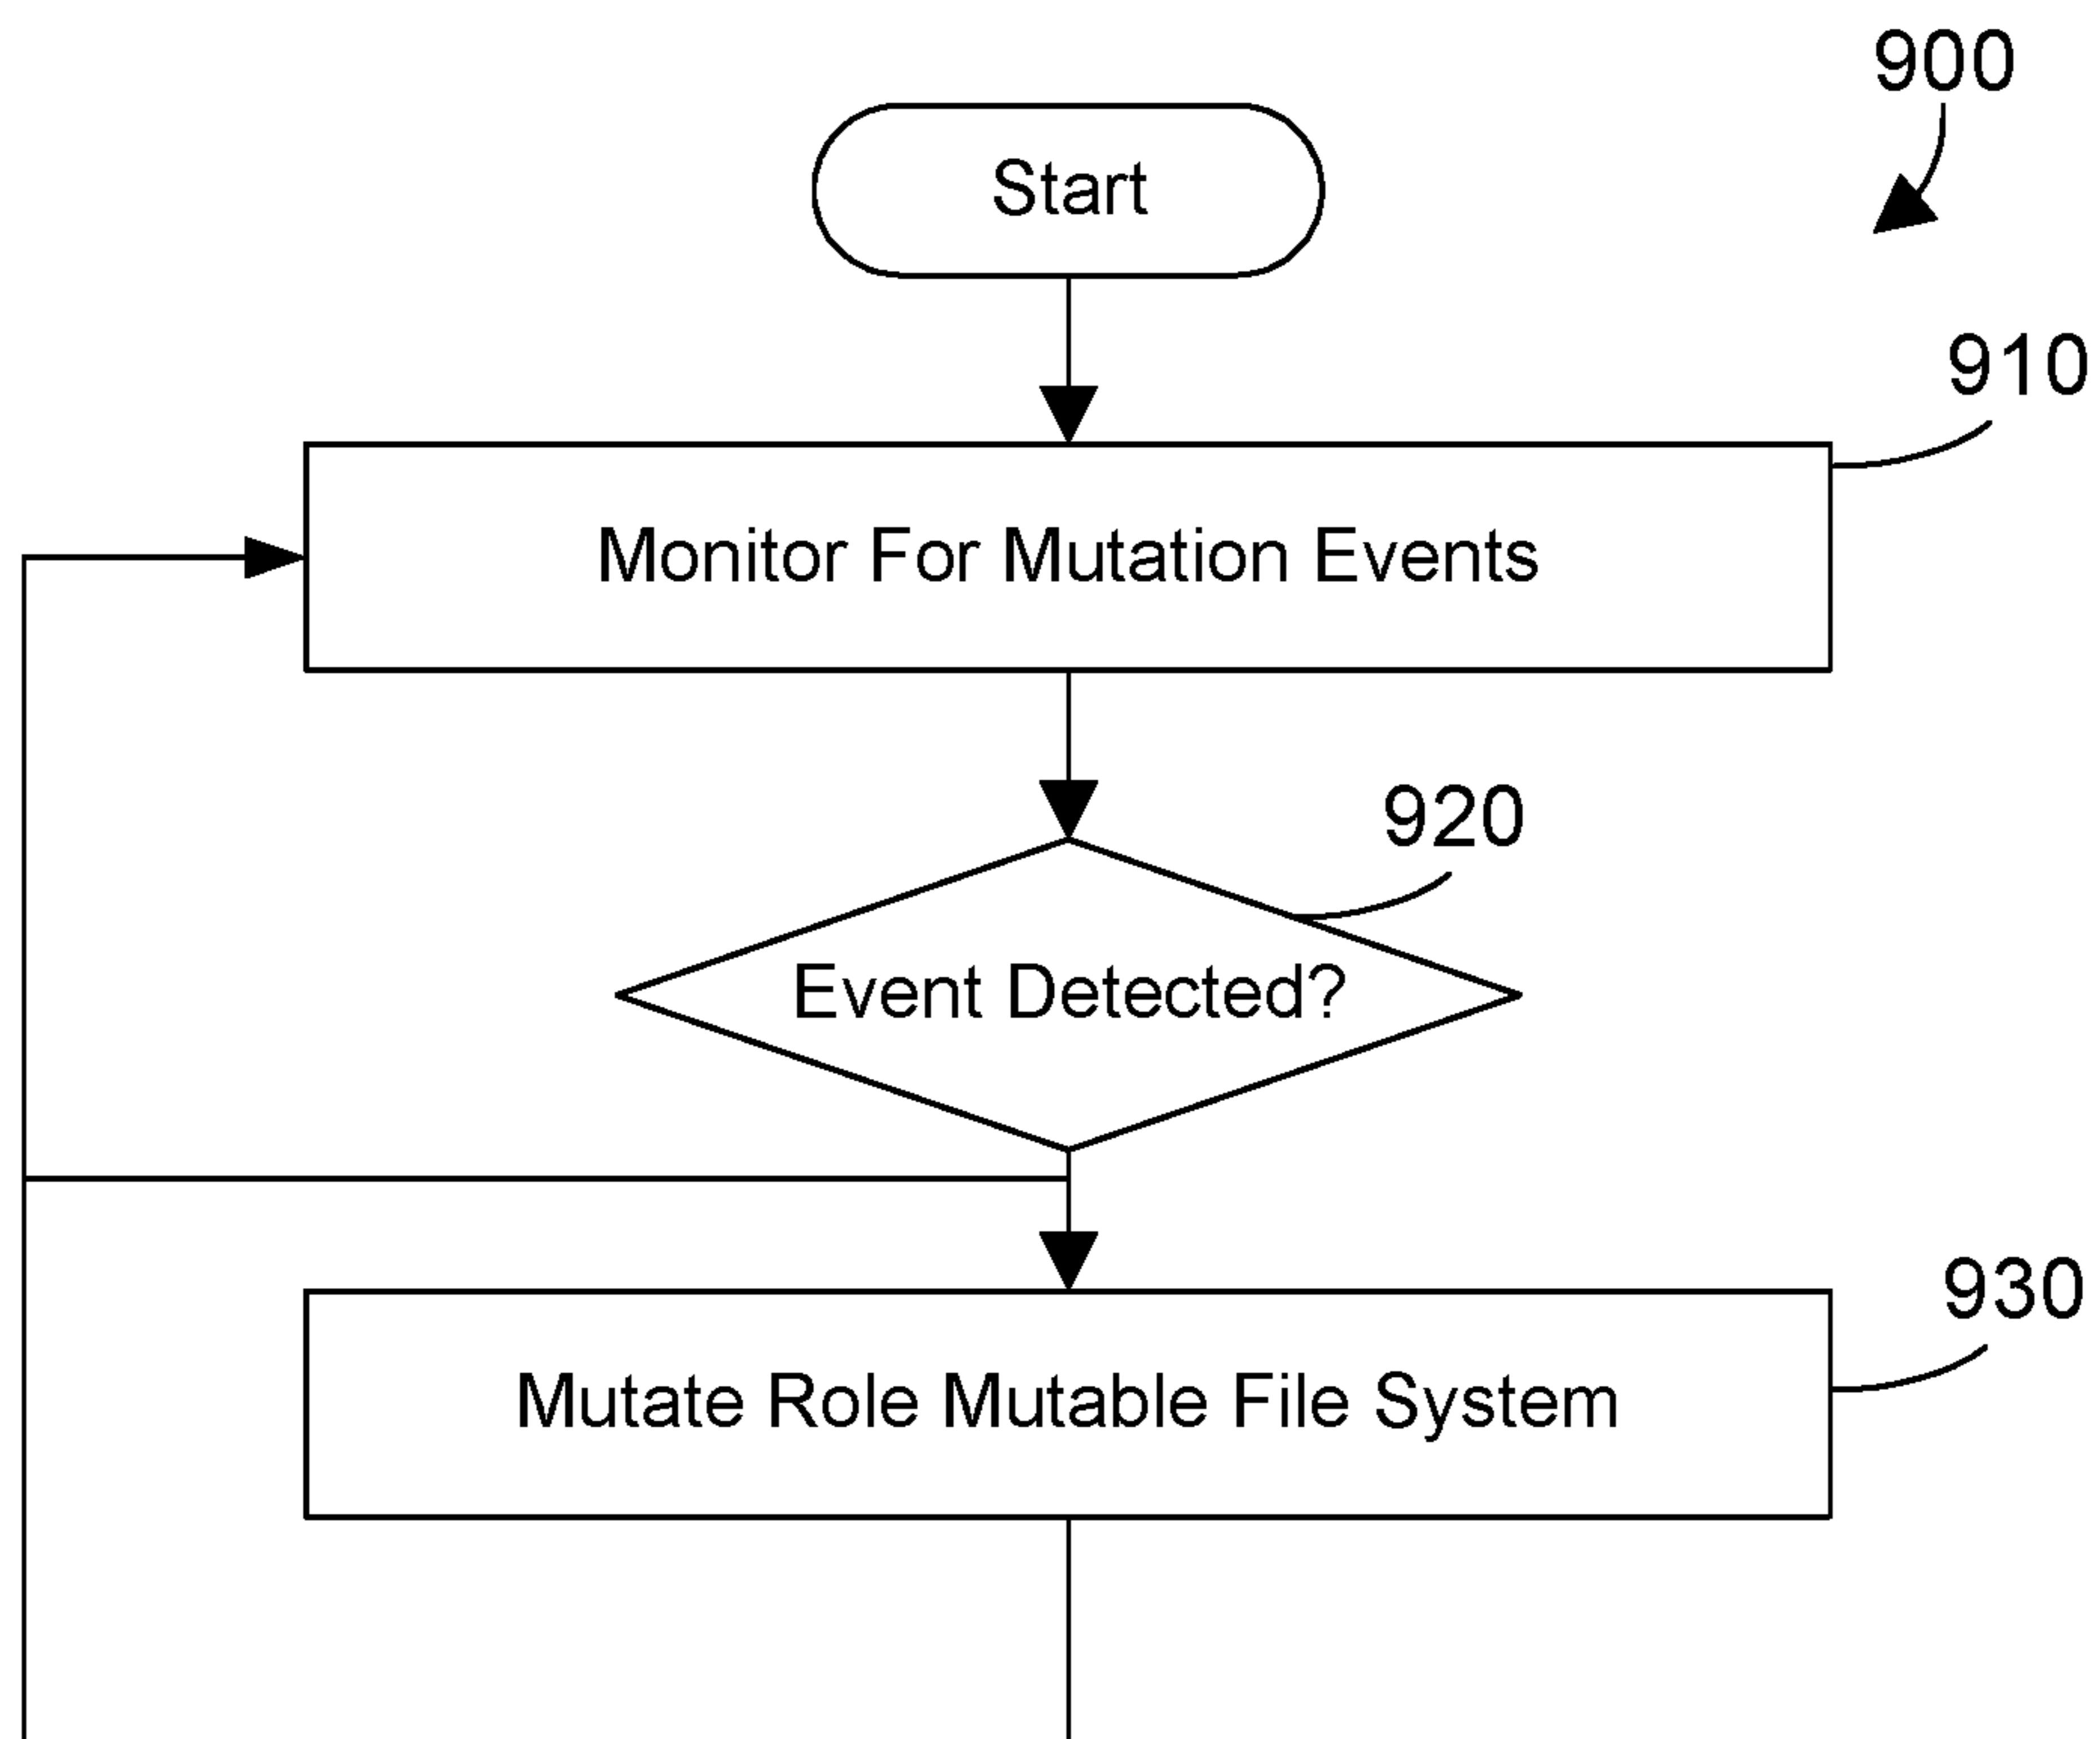 900
Start
910
Monitor For Mutation Events
920
Event Detected?
930
Mutate Role Mutable File System